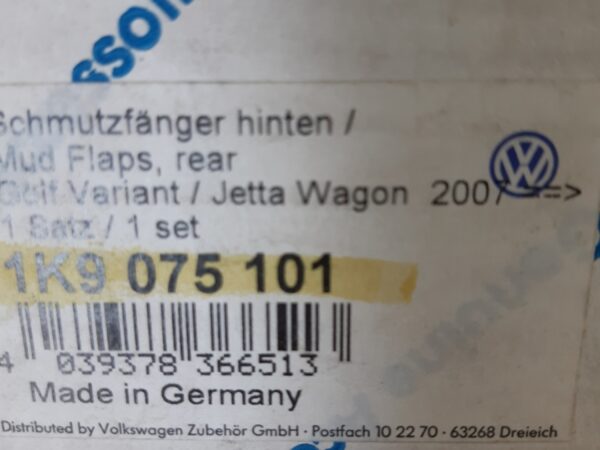 Schmutzfänger hinten /
Mud Flaps, rear
Golf Variant / Jetta Wagon 2007 ==>
1 Satz / 1 set
1K9 075 101
4 039378 366513
Made in Germany
Distributed by Volkswagen Zubehör GmbH · Postfach 10 22 70 · 63268 Dreieich